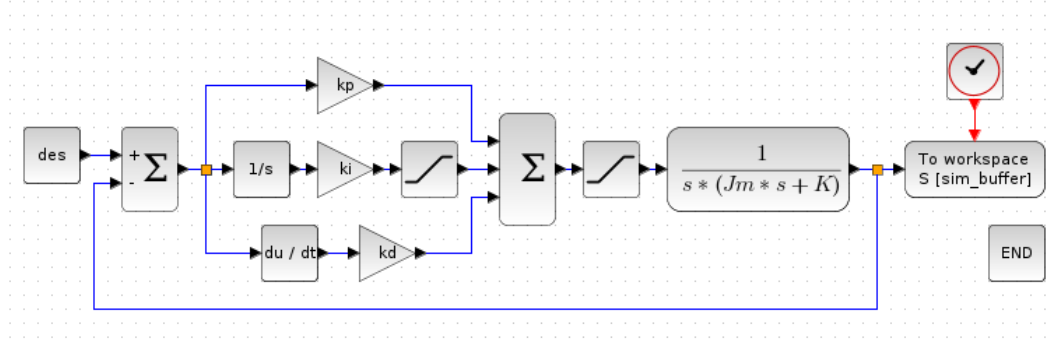 kp
des
+
-
Σ
1/s
ki
Σ
1
s * (Jm * s + K)
To workspace
S [sim_buffer]
du / dt
kd
END